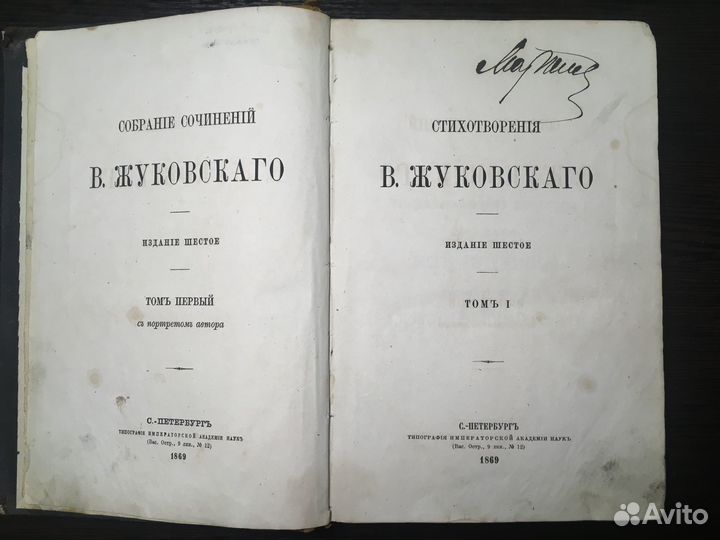 СОБРАНІЕ СОЧИНЕНІЙ
В. ЖУКОВСКАГО
ИЗДАНІЕ ШЕСТОЕ
ТОМЪ ПЕРВЫЙ
съ портретомъ автора
С.-ПЕТЕРБУРГЪ
ТИПОГРАФІЯ ИМПЕРАТОРСКОЙ АКАДЕМІИ НАУКЪ
(Вас. Остр., 9 лин., № 12)
1869
СТИХОТВОРЕНІЯ
В. ЖУКОВСКАГО
ИЗДАНІЕ ШЕСТОЕ
ТОМЪ I
С.-ПЕТЕРБУРГЪ
ТИПОГРАФІЯ ИМПЕРАТОРСКОЙ АКАДЕМІИ НАУКЪ
(Вас. Остр., 9 лин., № 12)
1869
Avito